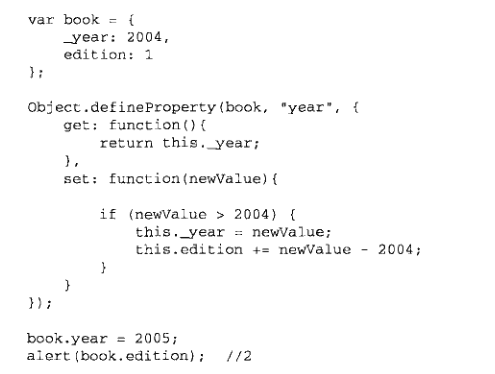 var book = {
    _year: 2004,
    edition: 1
};
Object.defineProperty(book, "year", {
    get: function(){
        return this._year;
    },
    set: function(newValue){
        if (newValue > 2004) {
            this._year = newValue;
            this.edition += newValue - 2004;
        }
    }
});
book.year = 2005;
alert(book.edition);  //2